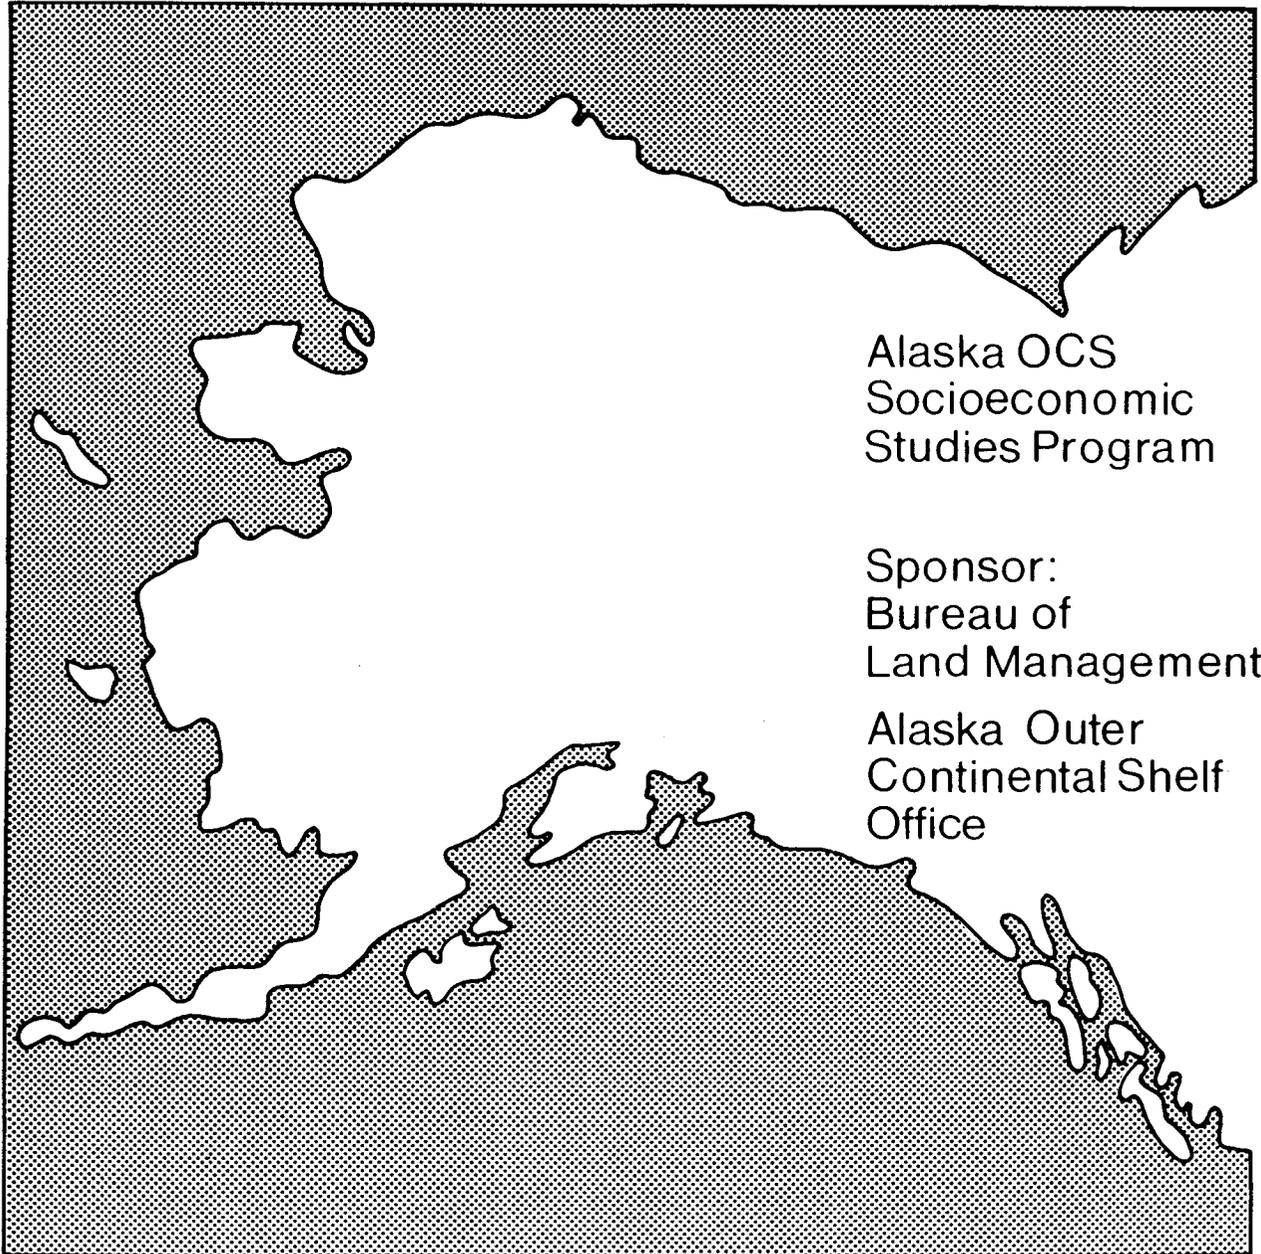 Alaska OCS
Socioeconomic
Studies Program
Sponsor:
Bureau of
Land Management
Alaska Outer
Continental Shelf
Office